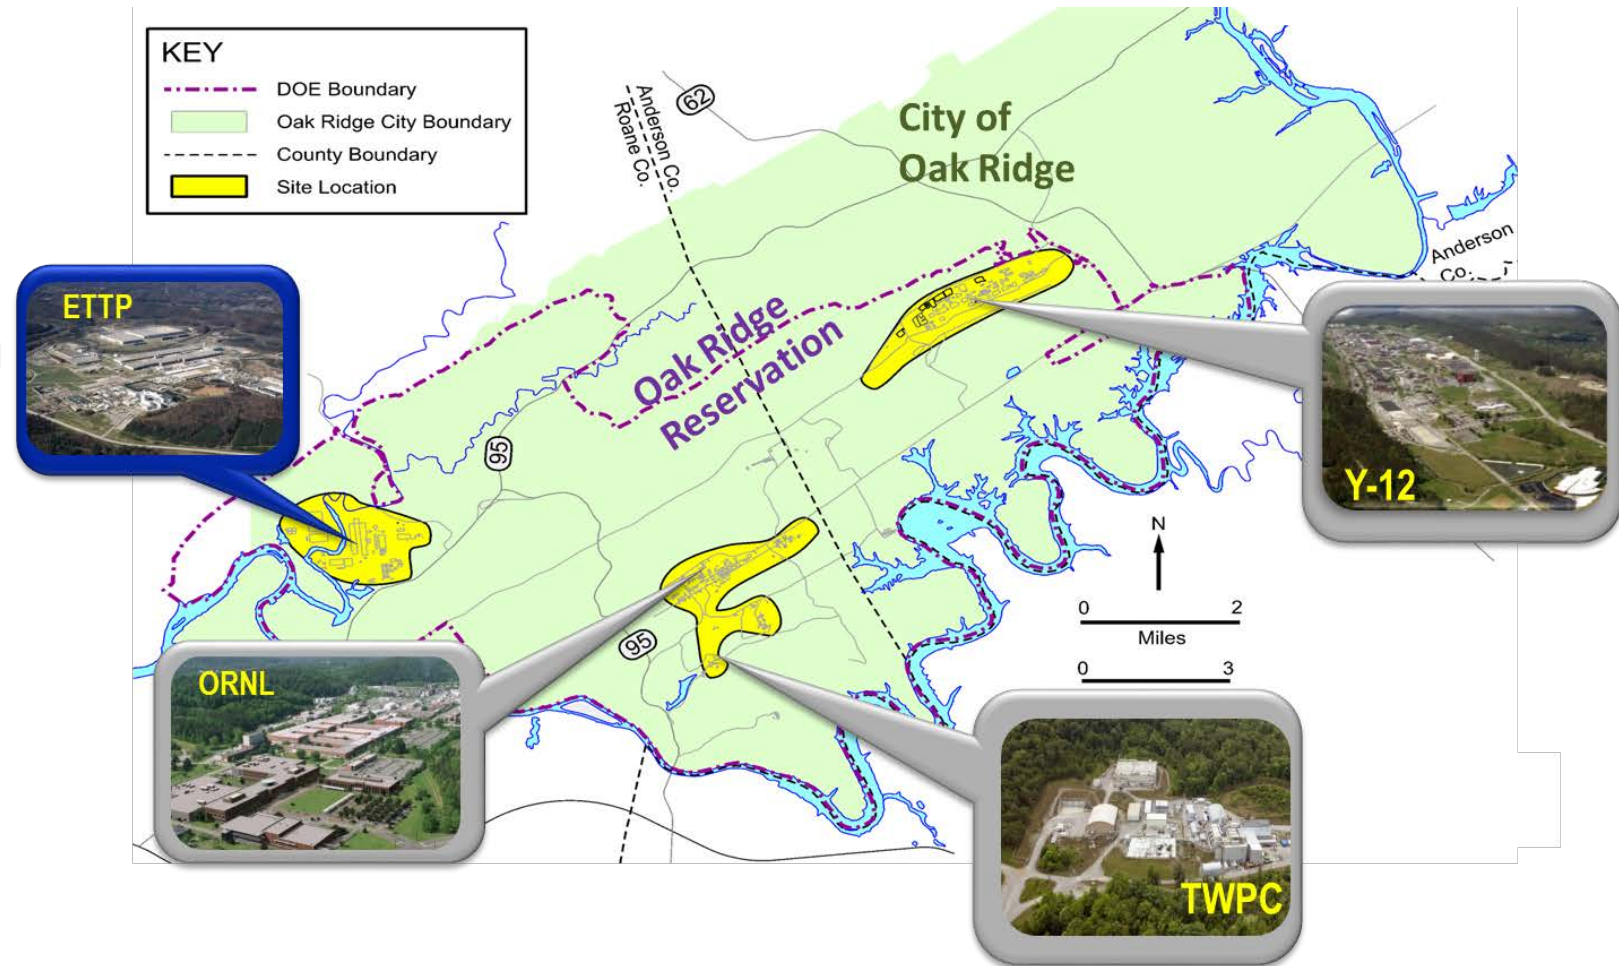 KEY
DOE Boundary
Oak Ridge City Boundary
County Boundary
Site Location
Anderson Co.
Roane Co.
62
City of
Oak Ridge
Anderson
Co.
ETTP
Oak Ridge
Reservation
95
Y-12
N
0 2
Miles
0 3
95
ORNL
TWPC